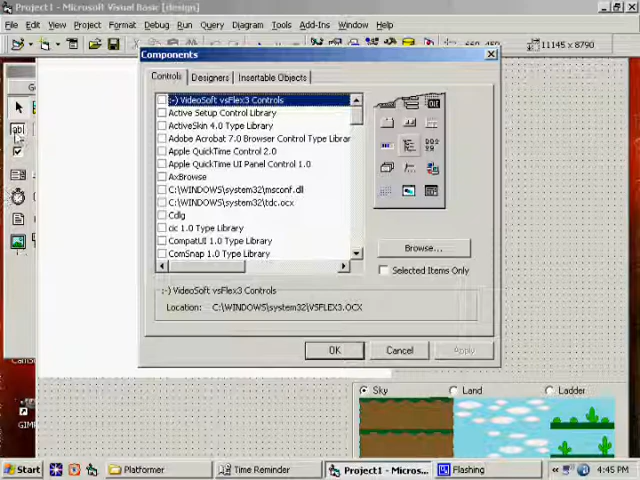 Project1 - Microsoft Visual Basic [design]
File Edit View Project Format Debug Run Query Diagram Tools Add-Ins Window Help
11145 x 8790
Components
Controls Designers Insertable Objects
:-) VideoSoft vsFlex3 Controls
Active Setup Control Library
ActiveSkin 4.0 Type Library
Adobe Acrobat 7.0 Browser Control Type Librar
Apple QuickTime Control 2.0
Apple QuickTime UI Panel Control 1.0
AxBrowse
C:\WINDOWS\system32\msconf.dll
C:\WINDOWS\system32\tdc.ocx
Cdlg
cic 1.0 Type Library
CompatUI 1.0 Type Library
ComSnap 1.0 Type Library
Browse...
Selected Items Only
:-) VideoSoft vsFlex3 Controls
Location: C:\WINDOWS\system32\VSFLEX3.OCX
OK Cancel Apply
abl
Sky Land Ladder
Start Platformer Time Reminder Project1 - Micros... Flashing 4:45 PM